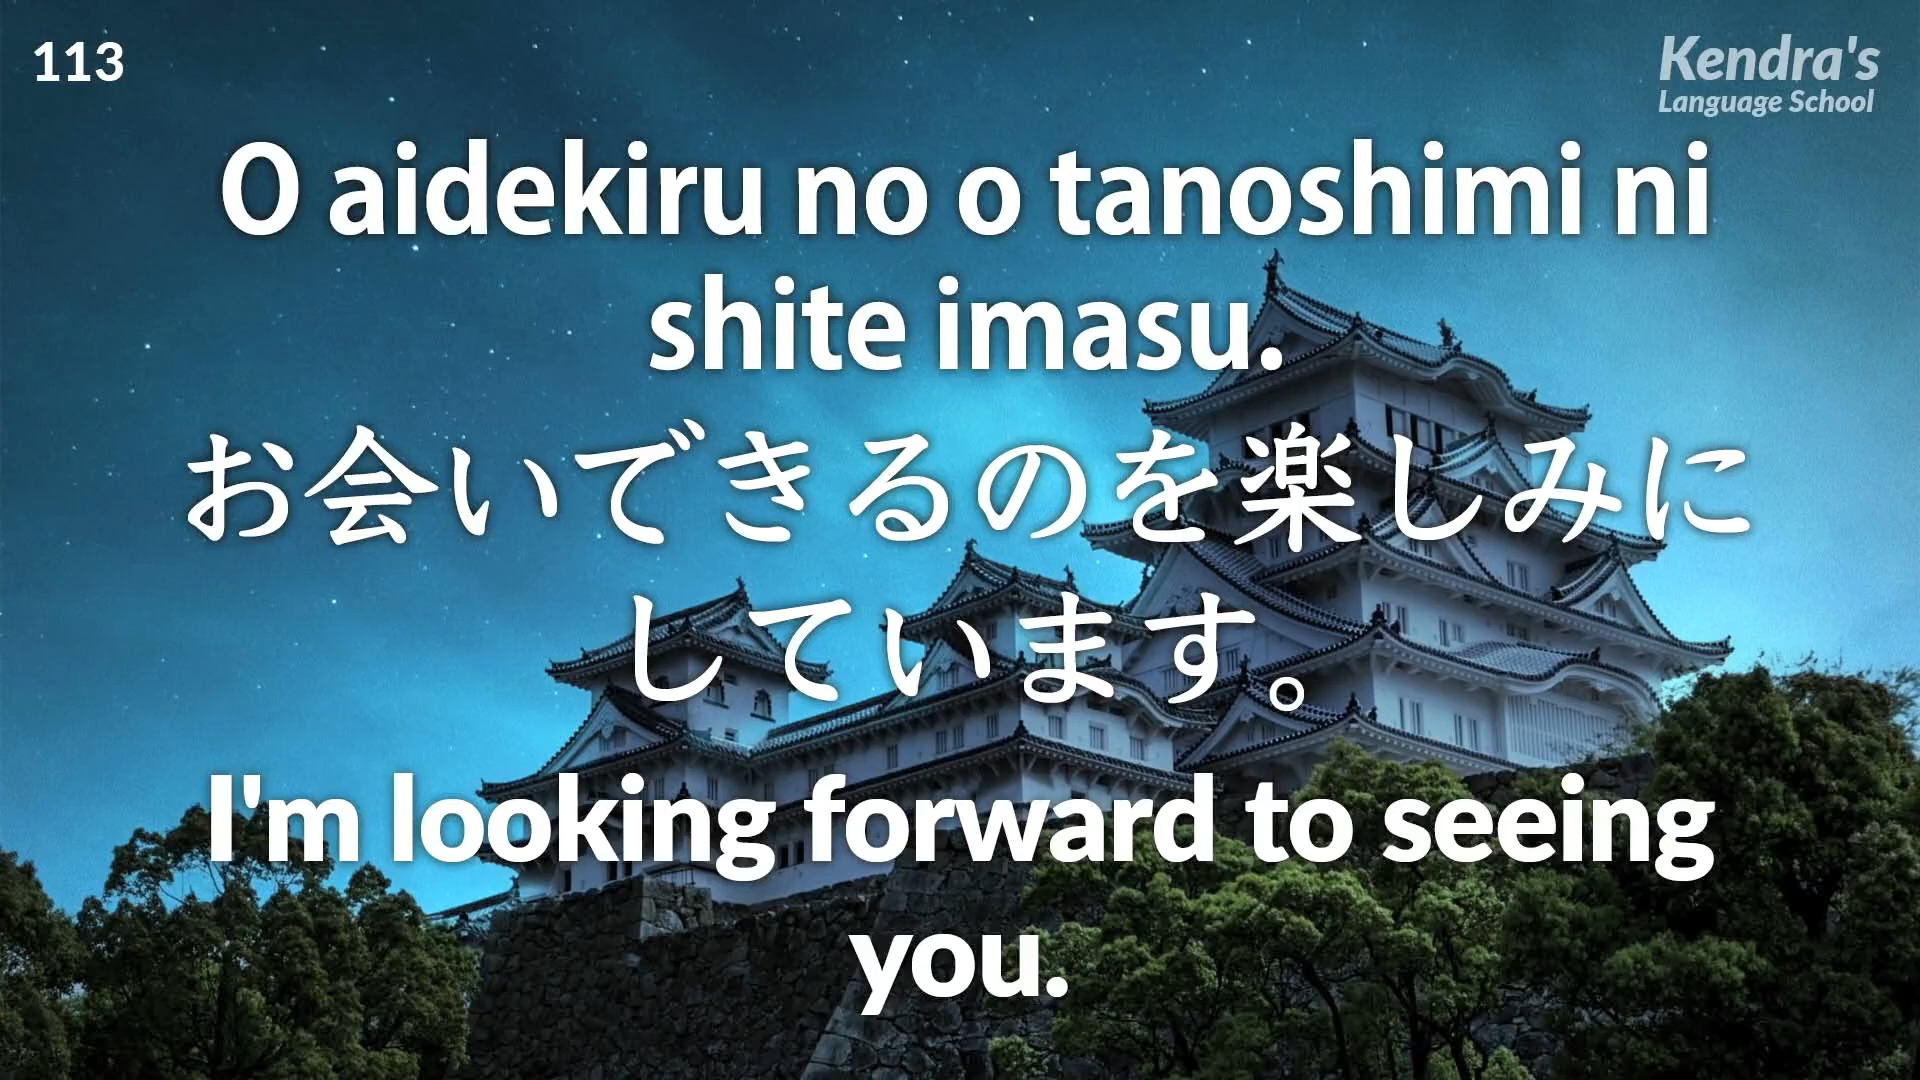 113
Kendra's
Language School
O aidekiru no o tanoshimi ni
shite imasu.
お会いできるのを楽しみに
しています。
I'm looking forward to seeing
you.